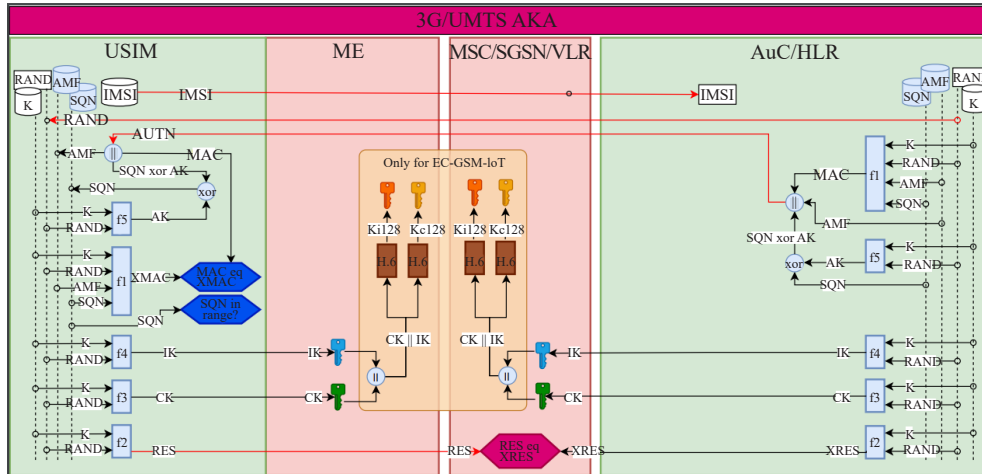 3G/UMTS AKA
USIM
ME
MSC/SGSN/VLR
AuC/HLR
RAND
AMF
K
SQN
IMSI
IMSI
IMSI
AMF
RAND
SQN
K
RAND
AUTN
AMF
||
MAC
SQN xor AK
SQN
xor
K
RAND
f5
AK
K
RAND
AMF
SQN
f1
XMAC
MAC eq
XMAC
SQN in
range?
SQN
K
RAND
f4
IK
IK
K
RAND
f3
CK
CK
K
RAND
f2
RES
Only for EC-GSM-IoT
Ki128
Kc128
Ki128
Kc128
H.6
H.6
H.6
H.6
CK || IK
CK || IK
||
||
RES
RES eq
XRES
XRES
IK
CK
K
RAND
AMF
SQN
f1
MAC
||
AMF
SQN xor AK
xor
AK
SQN
f5
K
RAND
IK
f4
K
RAND
CK
f3
K
RAND
XRES
f2
K
RAND